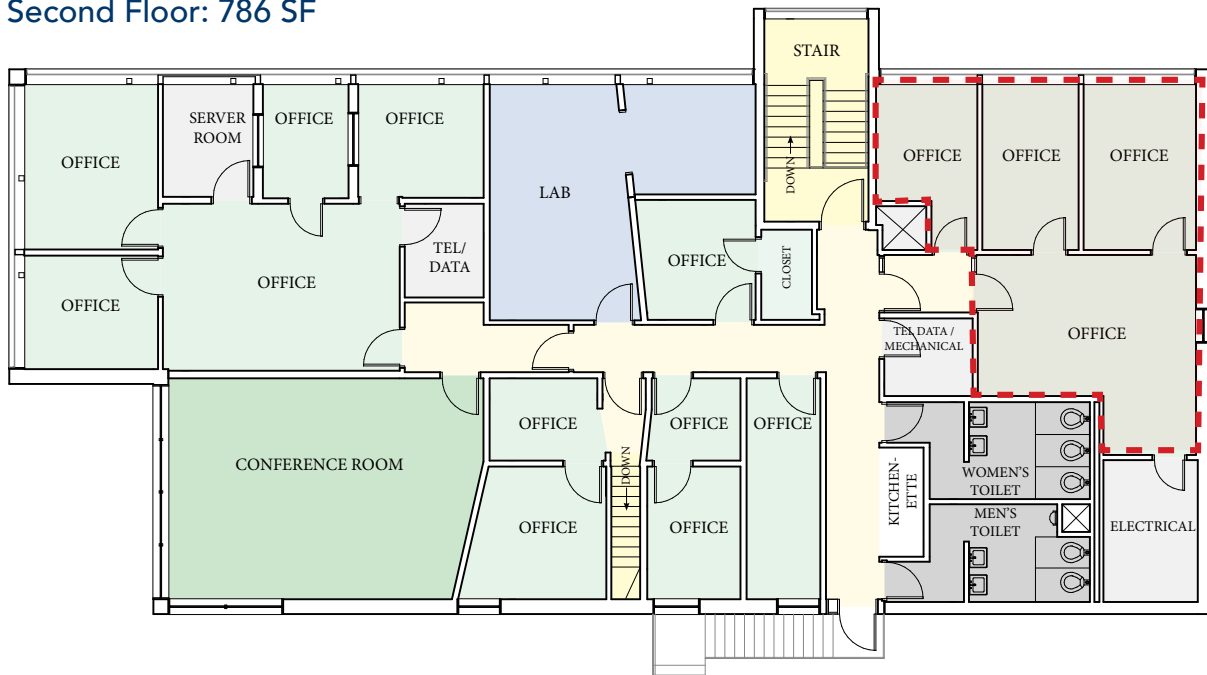 Second Floor: 786 SF
STAIR
DOWN
OFFICE
SERVER
ROOM
OFFICE
OFFICE
LAB
OFFICE
OFFICE
OFFICE
OFFICE
OFFICE
TEL/
DATA
OFFICE
CLOSET
TEL DATA /
MECHANICAL
OFFICE
CONFERENCE ROOM
OFFICE
DOWN
OFFICE
OFFICE
OFFICE
OFFICE
KITCHEN-
ETTE
WOMEN'S
TOILET
MEN'S
TOILET
ELECTRICAL